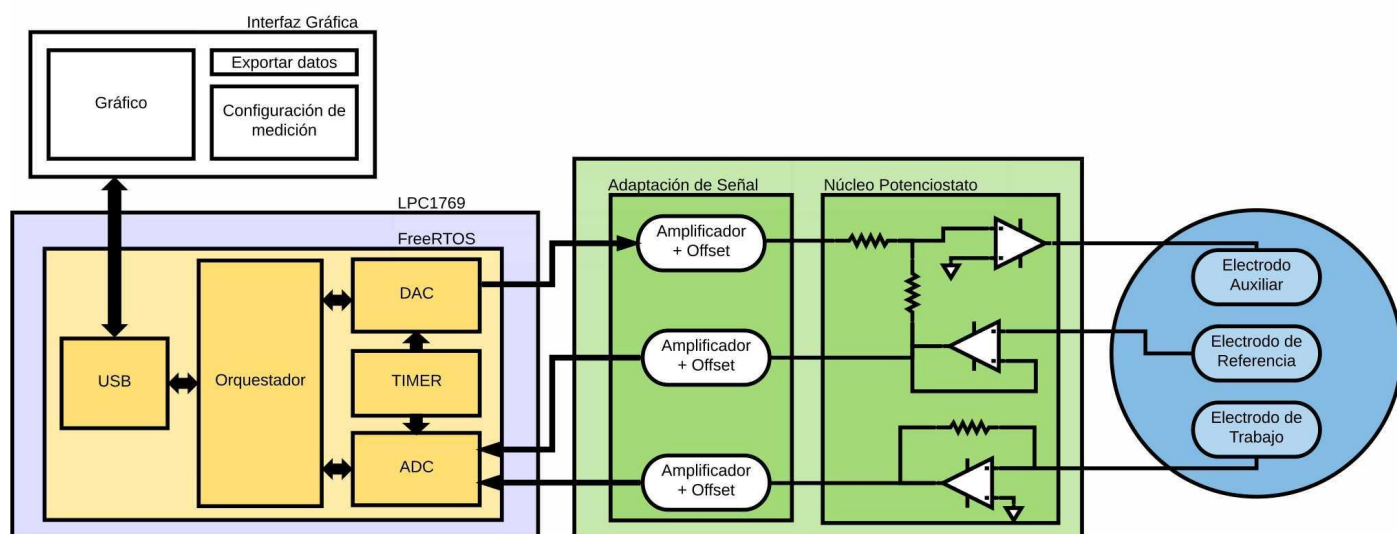 Interfaz Gráfica
Gráfico
Exportar datos
Configuración de
medición
LPC1769
FreeRTOS
USB
Orquestador
DAC
TIMER
ADC
Adaptación de Señal
Amplificador
+ Offset
Amplificador
+ Offset
Amplificador
+ Offset
Núcleo Potenciostato
Electrodo
Auxiliar
Electrodo de
Referencia
Electrodo de
Trabajo